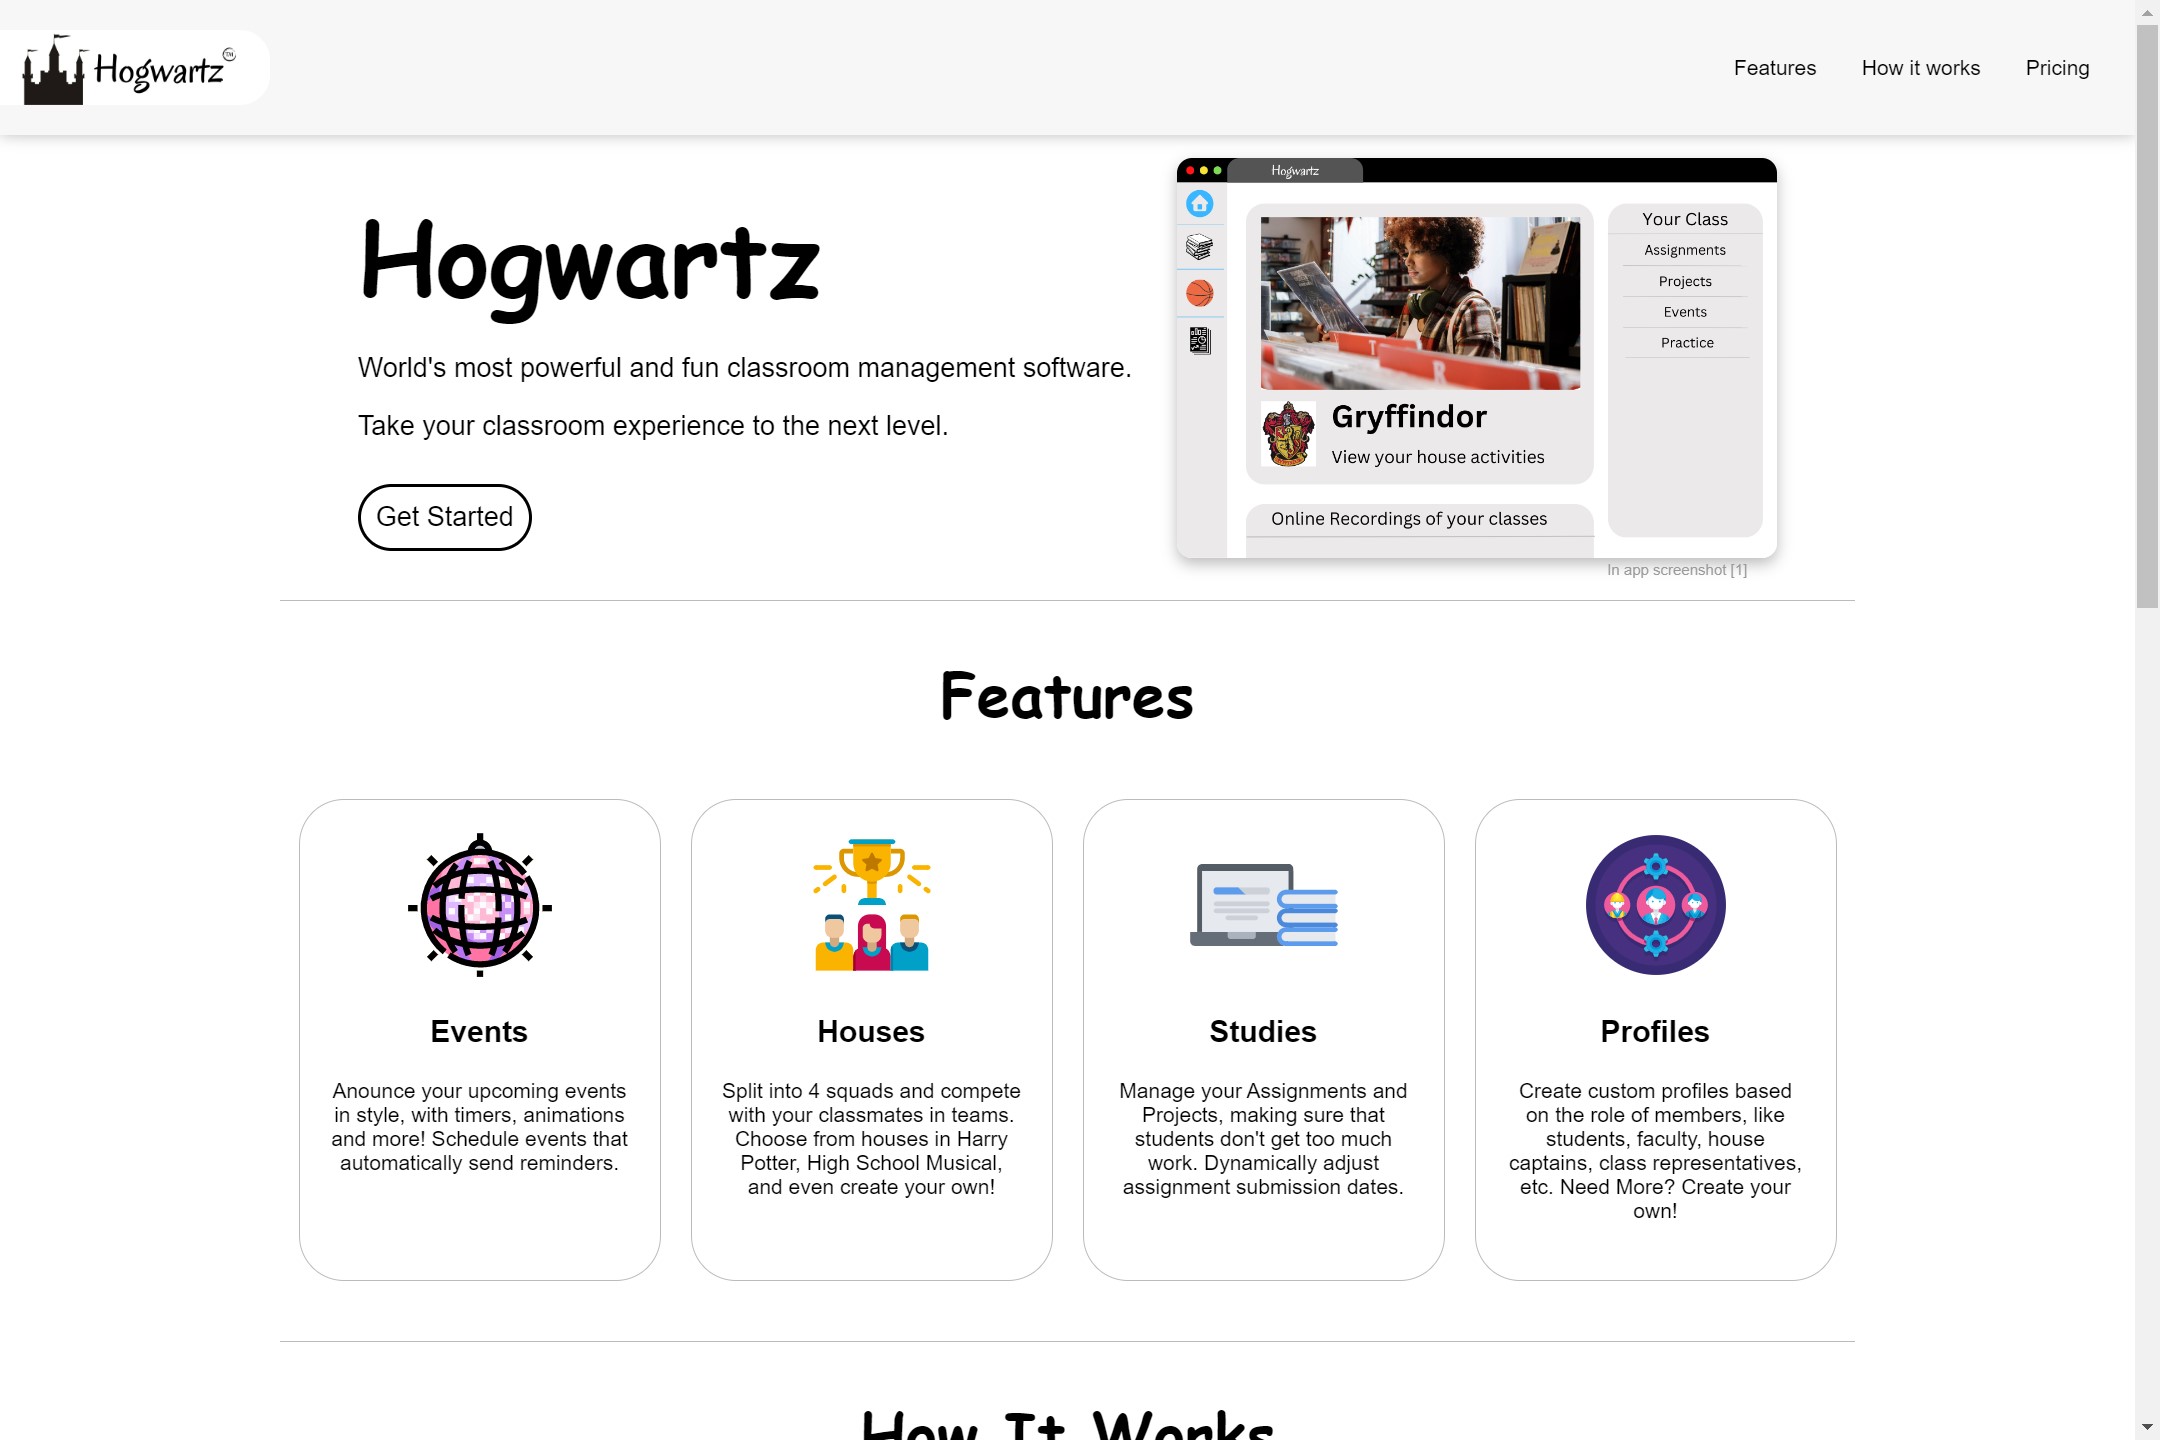 Hogwartz
TM
Features
How it works
Pricing
Hogwartz
World's most powerful and fun classroom management software.
Take your classroom experience to the next level.
Get Started
Hogwartz
T
R
Gryffindor
View your house activities
Online Recordings of your classes
Your Class
Assignments
Projects
Events
Practice
In app screenshot [1]
Features
Events
Anounce your upcoming events
in style, with timers, animations
and more! Schedule events that
automatically send reminders.
Houses
Split into 4 squads and compete
with your classmates in teams.
Choose from houses in Harry
Potter, High School Musical,
and even create your own!
Studies
Manage your Assignments and
Projects, making sure that
students don't get too much
work. Dynamically adjust
assignment submission dates.
Profiles
Create custom profiles based
on the role of members, like
students, faculty, house
captains, class representatives,
etc. Need More? Create your
own!
How It Works